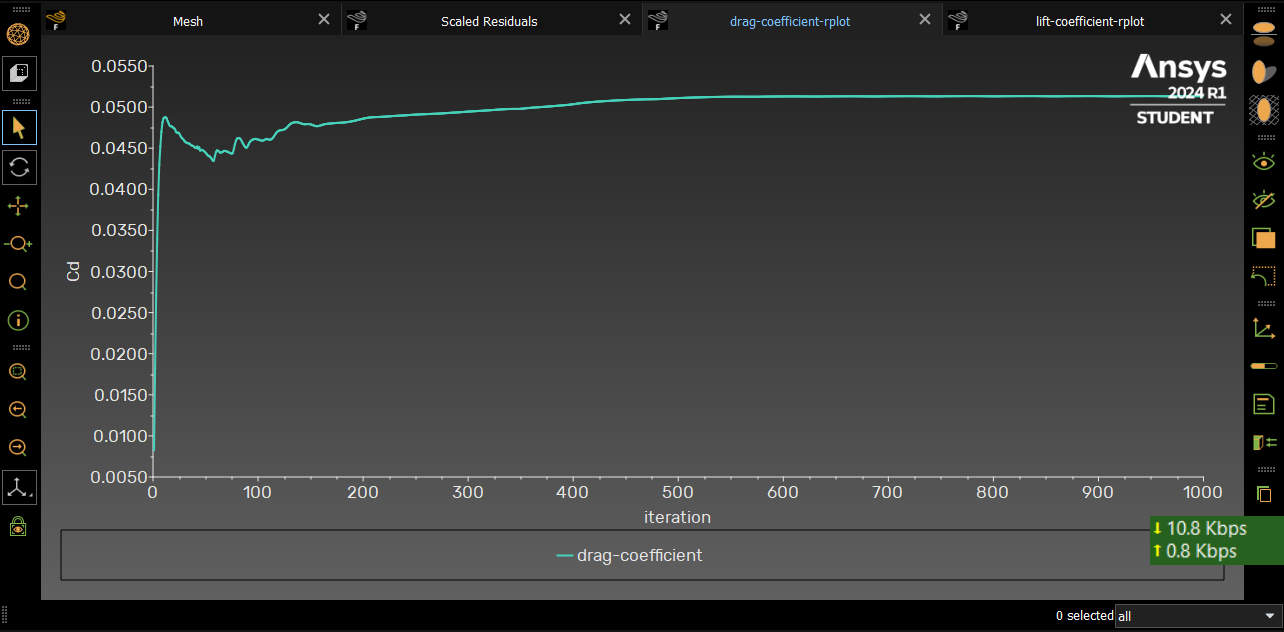 Mesh
Scaled Residuals
drag-coefficient-rplot
lift-coefficient-rplot
Ansys
2024 R1
STUDENT
0.0550
0.0500
0.0450
0.0400
0.0350
0.0300
0.0250
0.0200
0.0150
0.0100
0.0050
Cd
0 100 200 300 400 500 600 700 800 900 1000
iteration
drag-coefficient
↓ 10.8 Kbps
↑ 0.8 Kbps
0 selected all